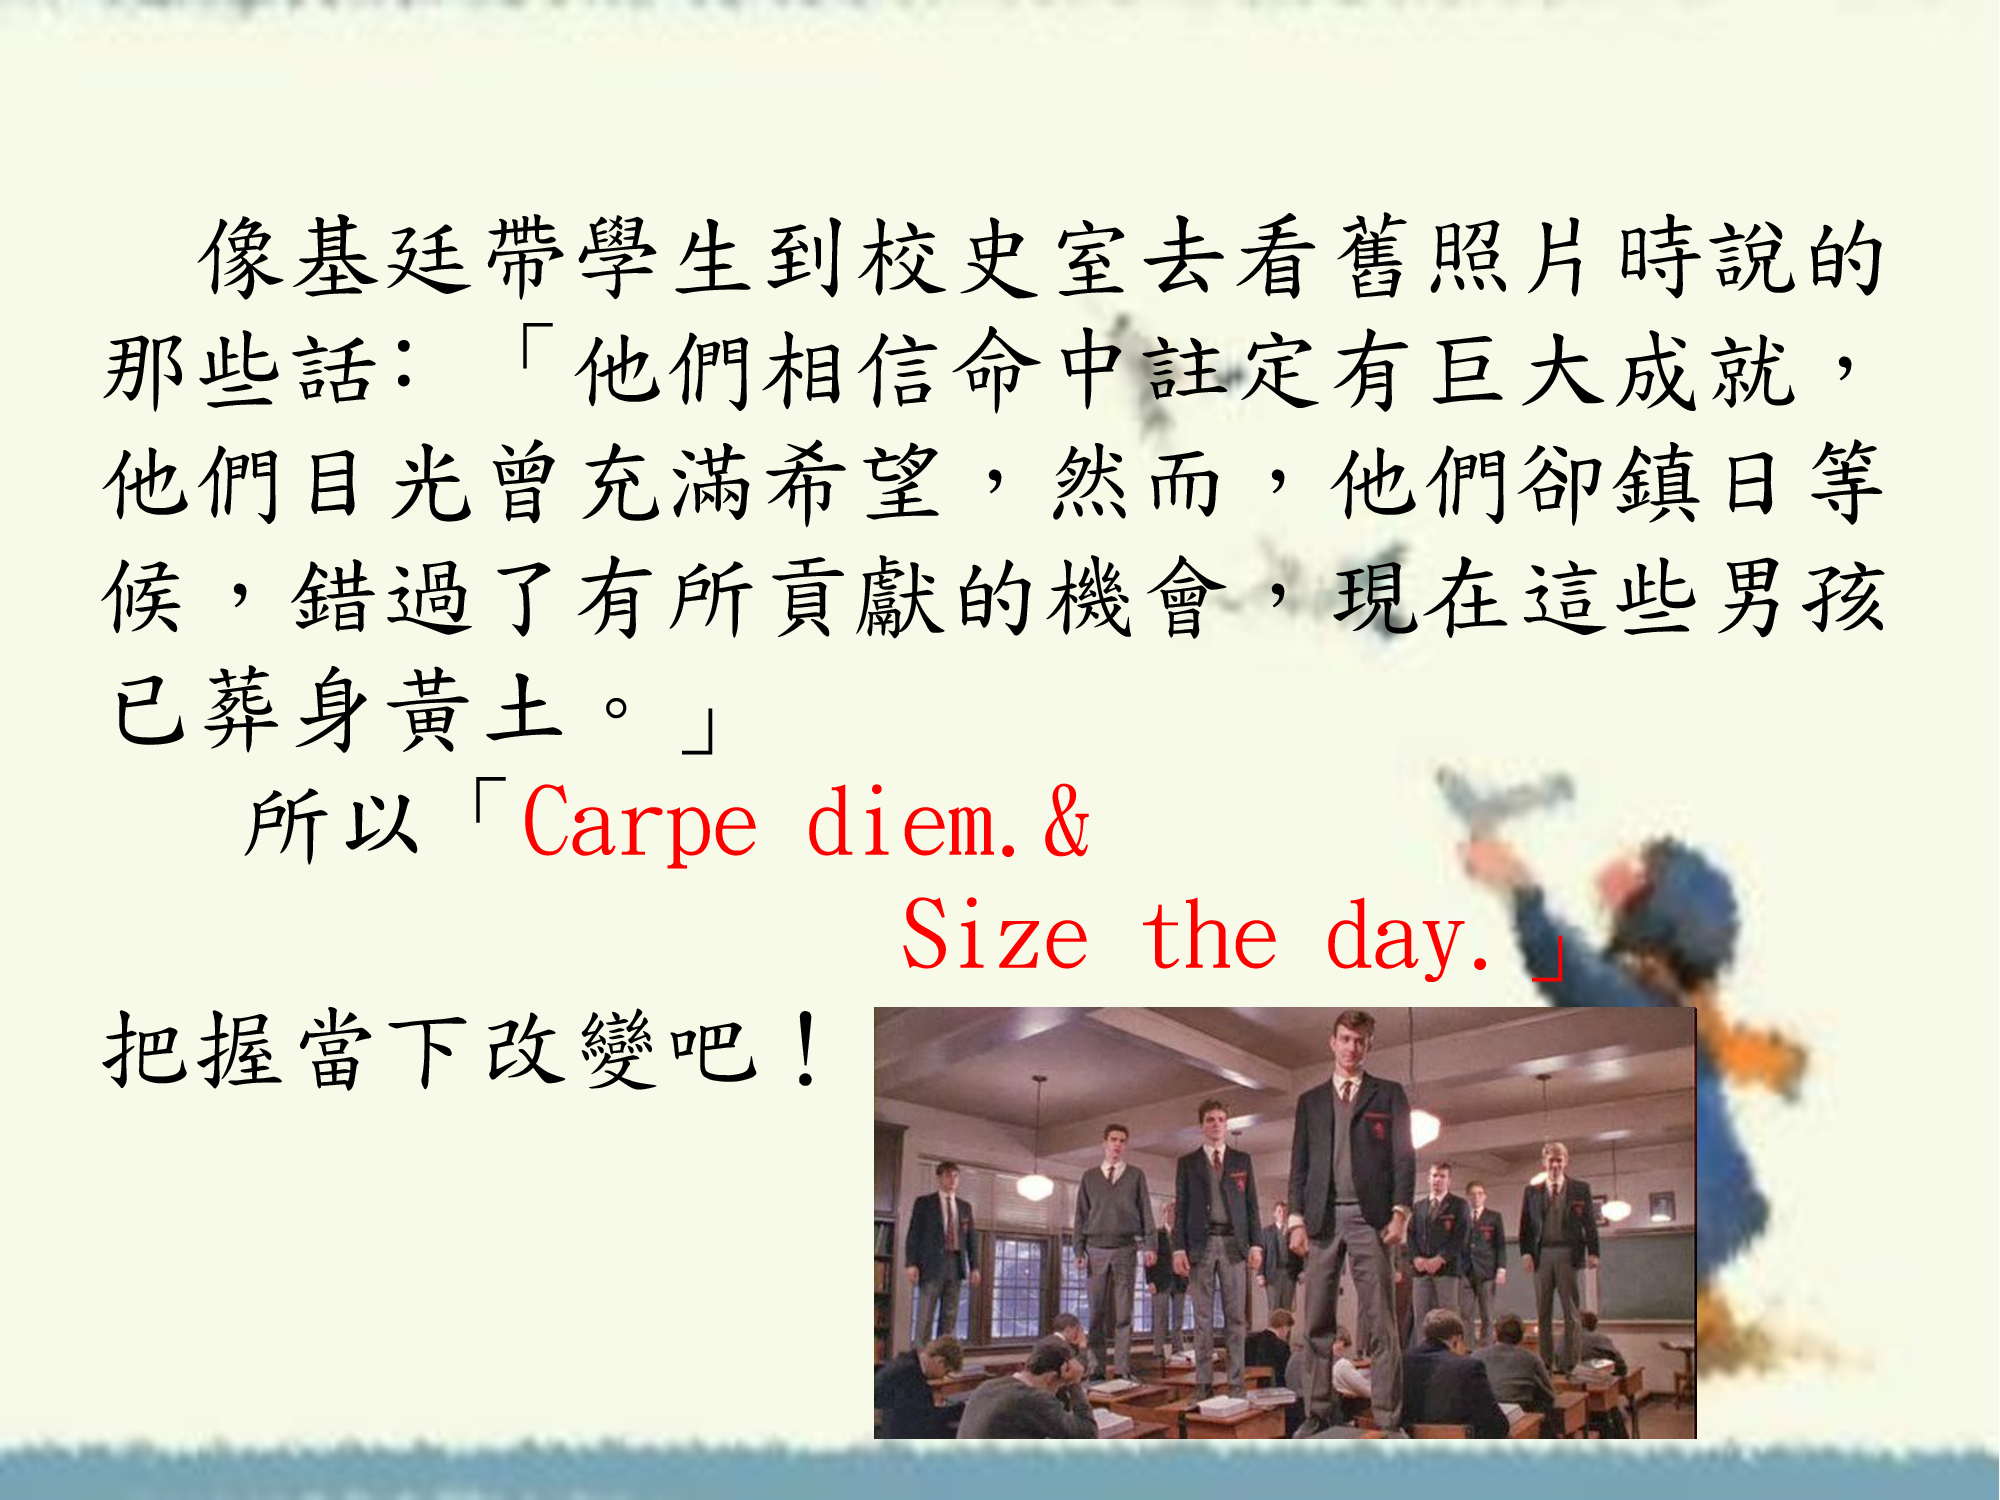 像基廷帶學生到校史室去看舊照片時說的
那些話：「他們相信命中註定有巨大成就，
他們目光曾充滿希望，然而，他們卻鎮日等
候，錯過了有所貢獻的機會，現在這些男孩
已葬身黃土。」
所以「Carpe diem.&
Size the day.」
把握當下改變吧！